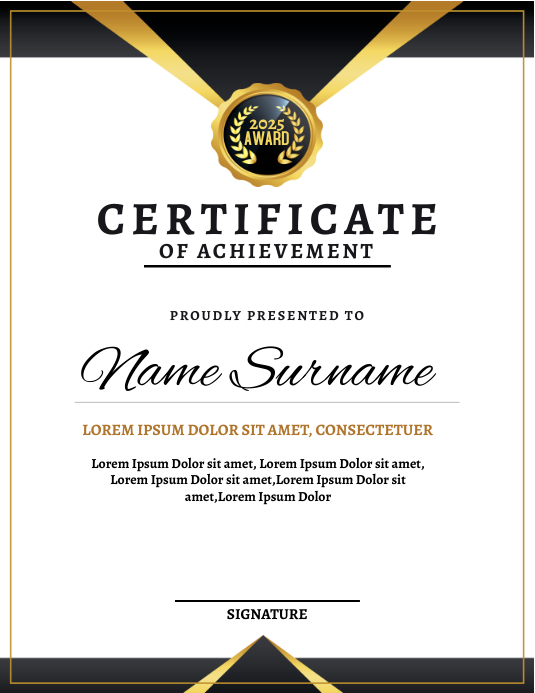 2025
AWARD
CERTIFICATE
OF ACHIEVEMENT
PROUDLY PRESENTED TO
Name Surname
LOREM IPSUM DOLOR SIT AMET, CONSECTETUER
Lorem Ipsum Dolor sit amet, Lorem Ipsum Dolor sit amet,
Lorem Ipsum Dolor sit amet,Lorem Ipsum Dolor sit
amet,Lorem Ipsum Dolor
SIGNATURE